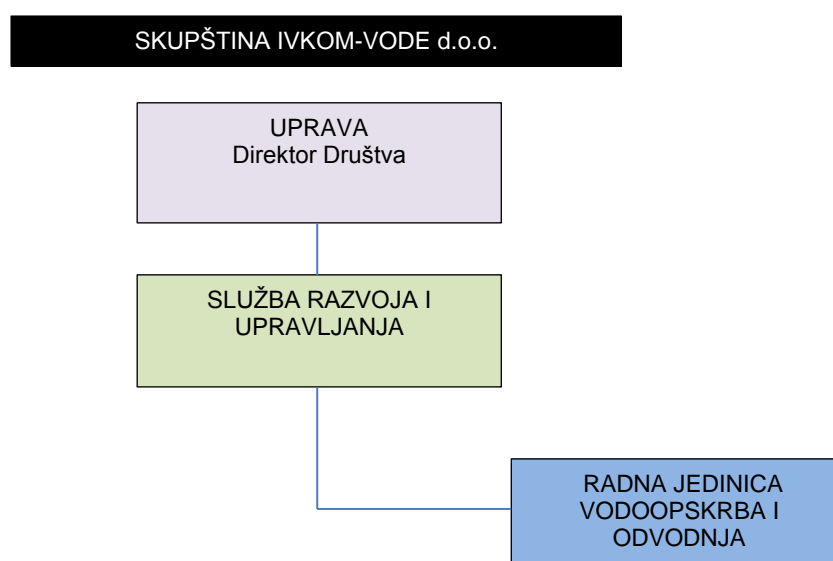 SKUPŠTINA IVKOM-VODE d.o.o.
UPRAVA
Direktor Društva
SLUŽBA RAZVOJA I
UPRAVLJANJA
RADNA JEDINICA
VODOOPSKRBA I
ODVODNJA